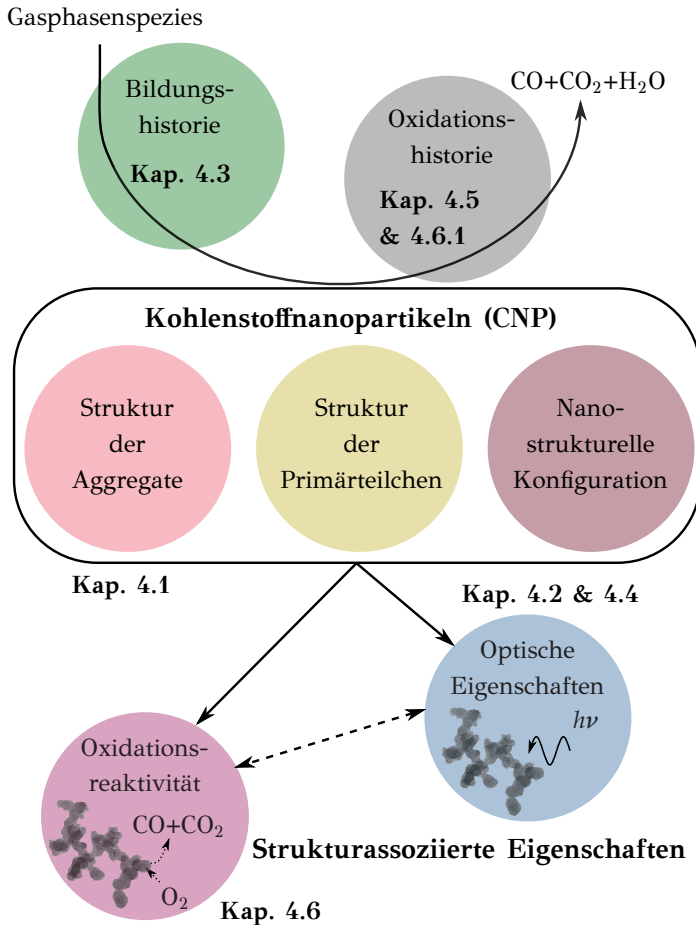 Gasphasenspezies
Bildungs-
historie
Kap. 4.3
Oxidations-
historie
Kap. 4.5
& 4.6.1
CO+CO₂+H₂O
Kohlenstoffnanopartikeln (CNP)
Struktur
der
Aggregate
Struktur
der
Primärteilchen
Nano-
strukturelle
Konfiguration
Kap. 4.1
Kap. 4.2 & 4.4
Optische
Eigenschaften
hν
Oxidations-
reaktivität
CO+CO₂
O₂
Strukturassoziierte Eigenschaften
Kap. 4.6